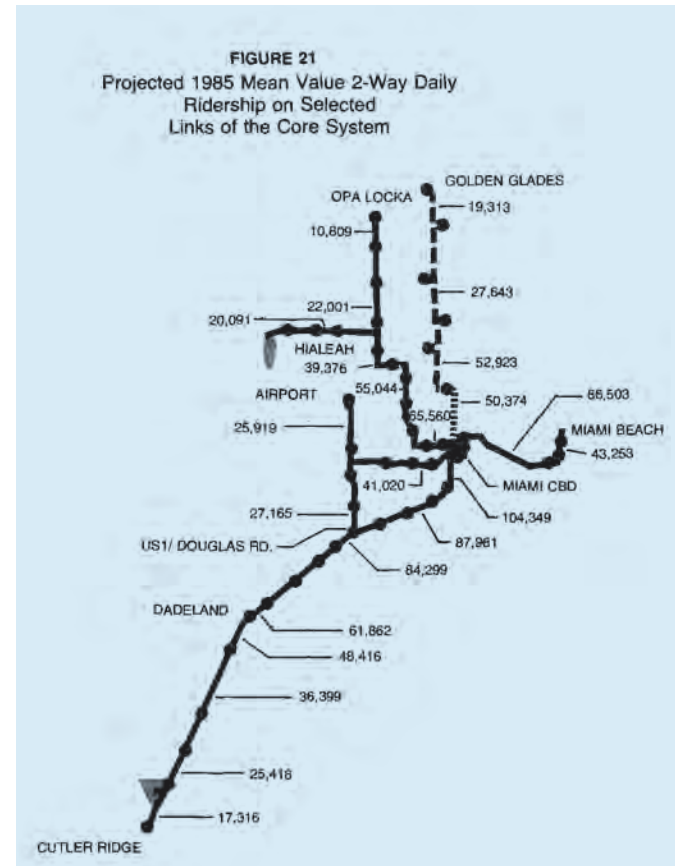 FIGURE 21
Projected 1985 Mean Value 2-Way Daily
Ridership on Selected
Links of the Core System
GOLDEN GLADES
OPA LOCKA
19,313
10,809
27,643
22,001
20,091
HIALEAH
39,376
52,923
55,044
50,374
AIRPORT
65,560
86,503
25,919
MIAMI BEACH
43,253
41,020
MIAMI CBD
27,165
104,349
US1/ DOUGLAS RD.
87,961
84,299
DADELAND
61,862
48,416
36,399
25,418
17,316
CUTLER RIDGE